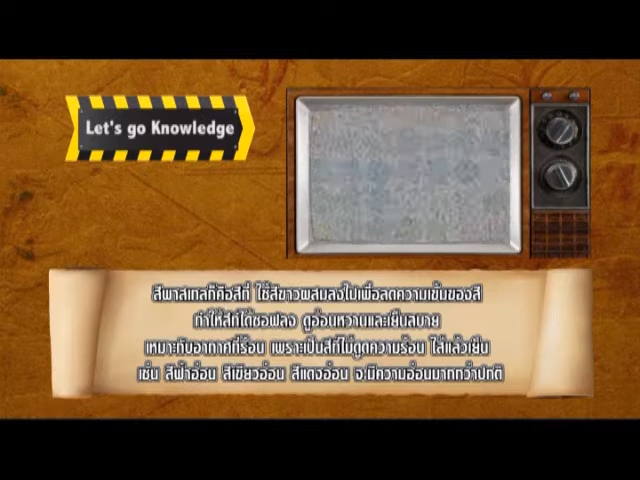 Let's go Knowledge
สีพาสเทลก็คือสีที่ ใช้สีขาวผสมลงไปเพื่อลดความเข้มของสี
ทำให้สีที่ได้ซอฟลง ดูอ่อนหวานและเย็นสบาย
เหมาะกับอากาศที่ร้อน เพราะเป็นสีที่ไม่ดูดความร้อน ใส่แล้วเย็น
เช่น สีฟ้าอ่อน สีเขียวอ่อน สีแดงอ่อน จะมีความอ่อนมากกว่าปกติ